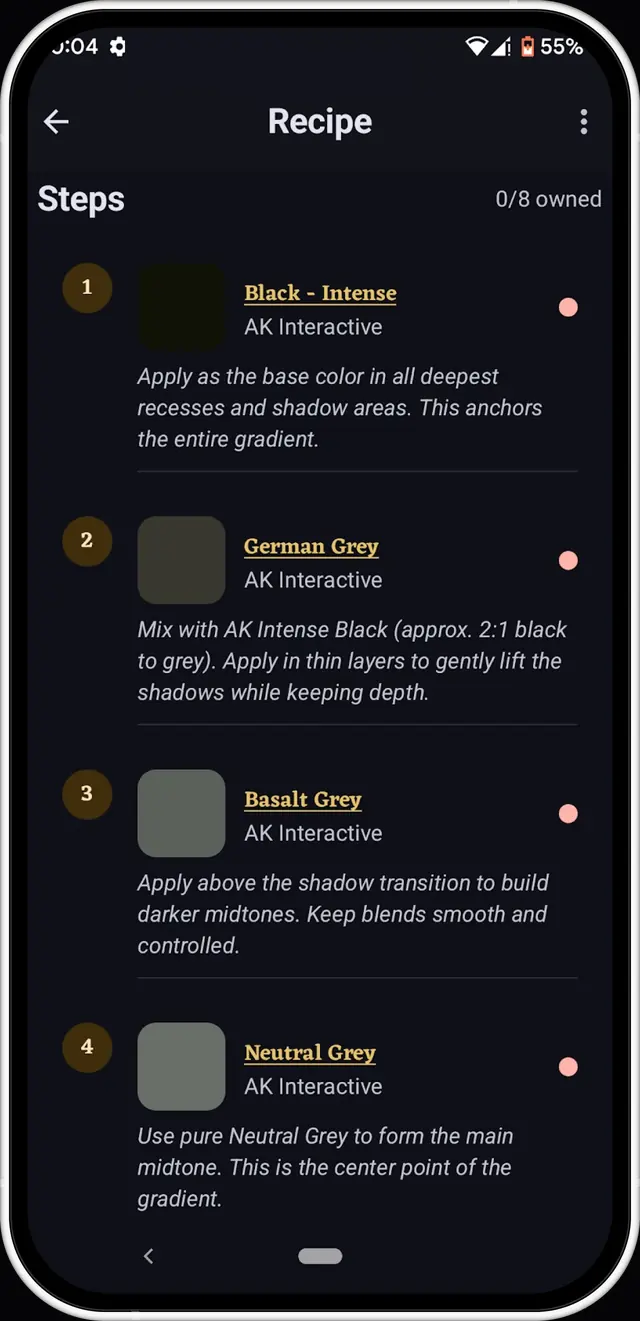 :04 55%
Recipe
Steps 0/8 owned
1 Black - Intense
AK Interactive
Apply as the base color in all deepest
recesses and shadow areas. This anchors
the entire gradient.
2 German Grey
AK Interactive
Mix with AK Intense Black (approx. 2:1 black
to grey). Apply in thin layers to gently lift the
shadows while keeping depth.
3 Basalt Grey
AK Interactive
Apply above the shadow transition to build
darker midtones. Keep blends smooth and
controlled.
4 Neutral Grey
AK Interactive
Use pure Neutral Grey to form the main
midtone. This is the center point of the
gradient.